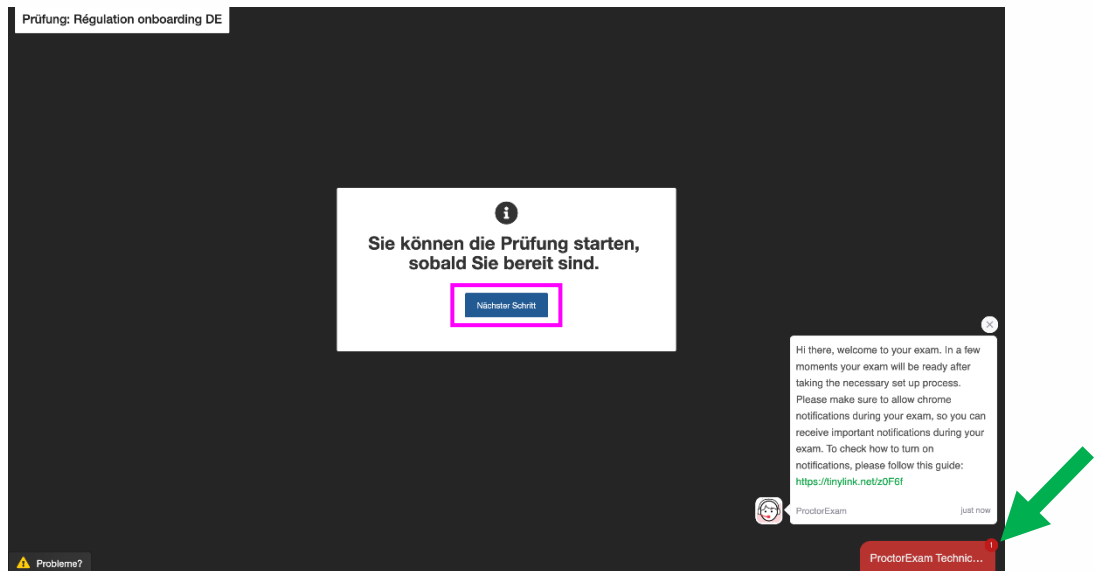 Prüfung: Régulation onboarding DE
Sie können die Prüfung starten,
sobald Sie bereit sind.
Nächster Schritt
Hi there, welcome to your exam. In a few
moments your exam will be ready after
taking the necessary set up process.
Please make sure to allow chrome
notifications during your exam, so you can
receive important notifications during your
exam. To check how to turn on
notifications, please follow this guide:
https://tinylink.net/z0F6f
ProctorExam just now
1
ProctorExam Technic...
Probleme?